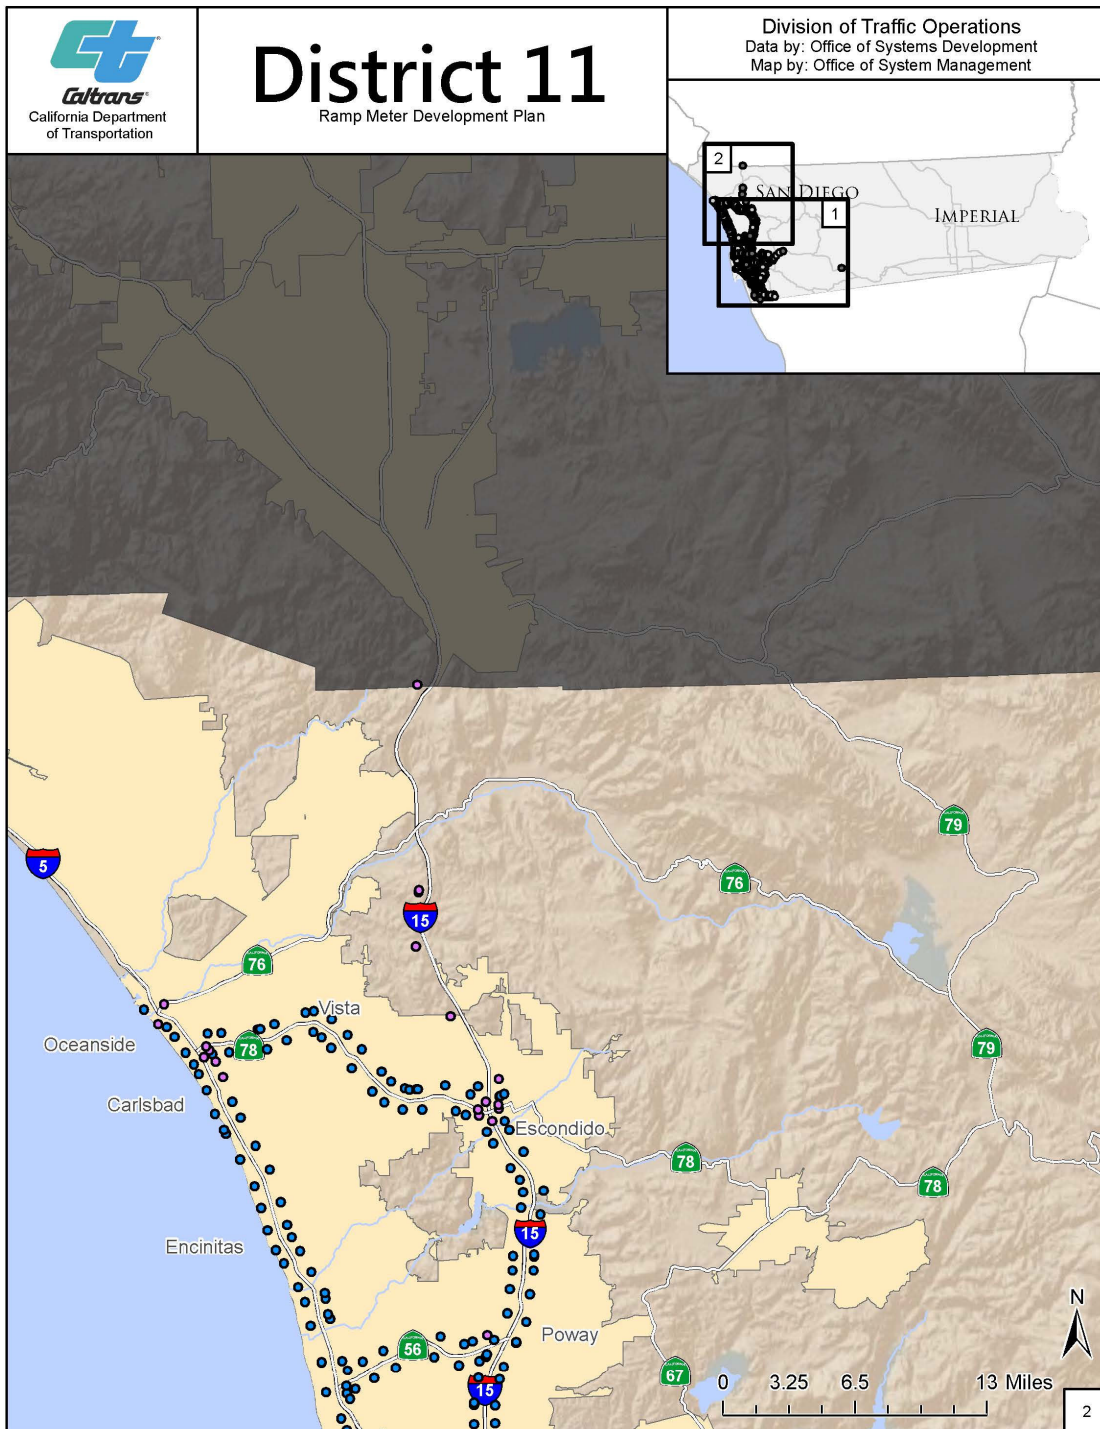 Caltrans®
California Department
of Transportation
District 11
Ramp Meter Development Plan
Division of Traffic Operations
Data by: Office of Systems Development
Map by: Office of System Management
2
SAN DIEGO
1
IMPERIAL
79
5
76
15
76
Vista
Oceanside
78
79
Carlsbad
Escondido
78
78
15
Encinitas
N
Poway
56
67
0 3.25 6.5 13 Miles
15
2